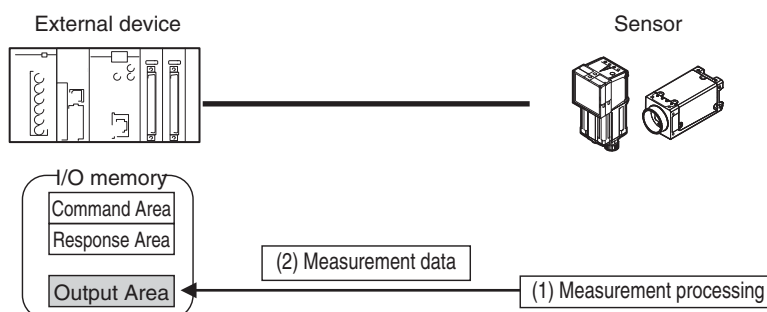 External device
Sensor
I/O memory
Command Area
Response Area
Output Area
(2) Measurement data
(1) Measurement processing